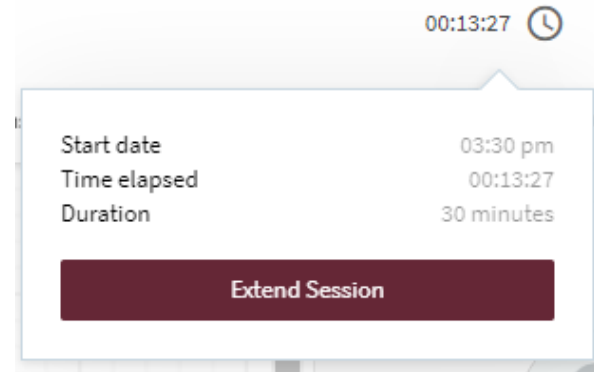 00:13:27
Start date 03:30 pm
Time elapsed 00:13:27
Duration 30 minutes
Extend Session